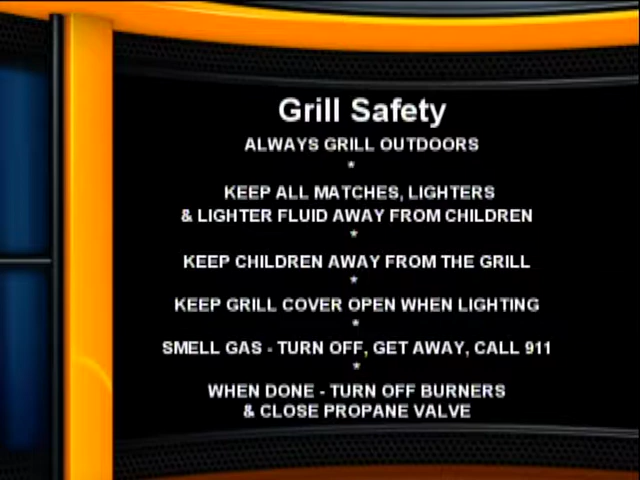 Grill Safety
ALWAYS GRILL OUTDOORS
*
KEEP ALL MATCHES, LIGHTERS
& LIGHTER FLUID AWAY FROM CHILDREN
*
KEEP CHILDREN AWAY FROM THE GRILL
*
KEEP GRILL COVER OPEN WHEN LIGHTING
*
SMELL GAS - TURN OFF, GET AWAY, CALL 911
*
WHEN DONE - TURN OFF BURNERS
& CLOSE PROPANE VALVE